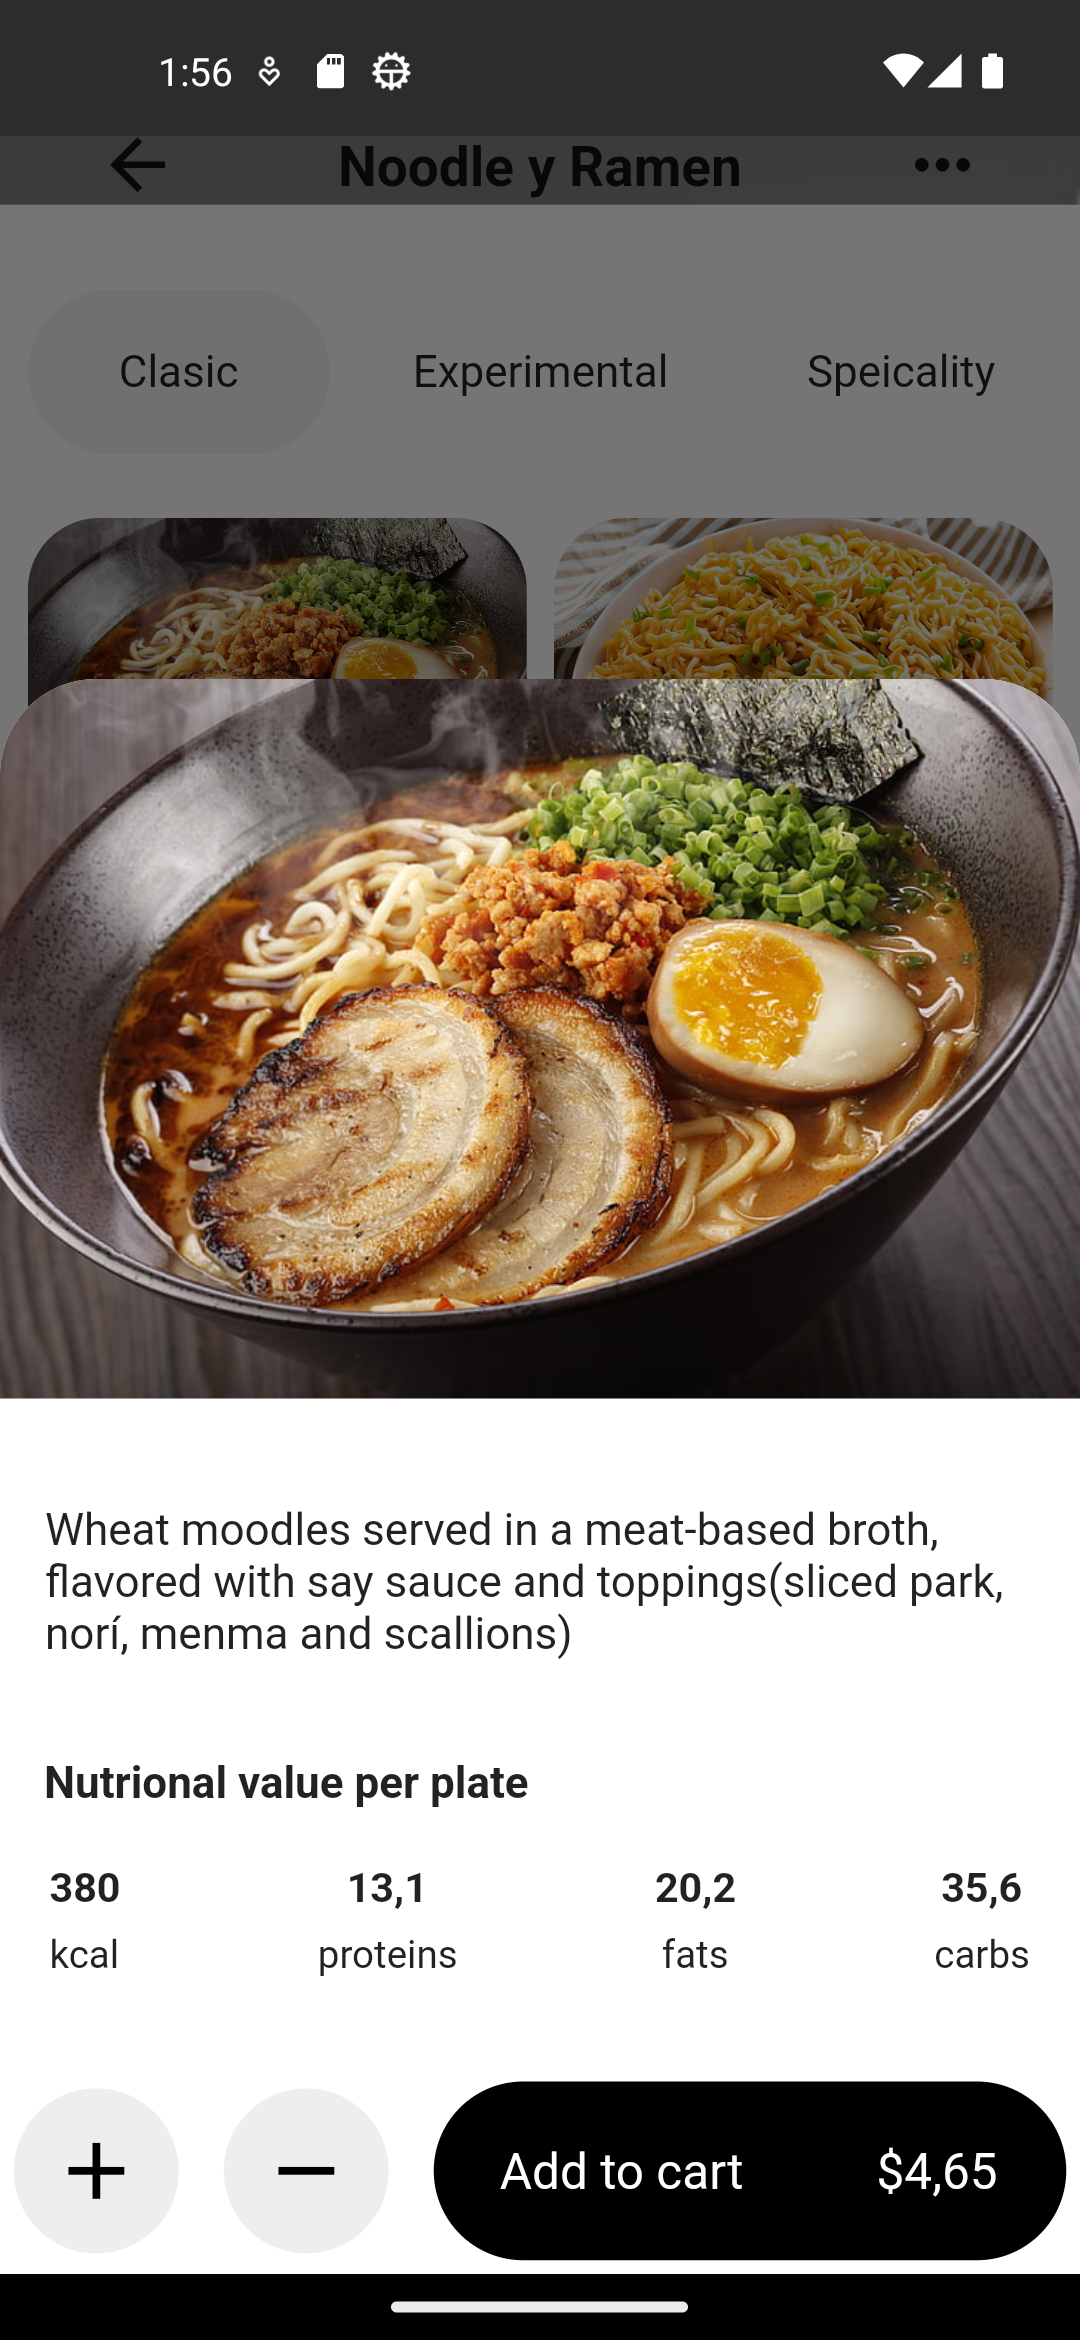 1:56
Noodle y Ramen
Clasic
Experimental
Speicality
Wheat moodles served in a meat-based broth,
flavored with say sauce and toppings(sliced park,
norí, menma and scallions)
Nutrional value per plate
380
13,1
20,2
35,6
kcal
proteins
fats
carbs
Add to cart
$4,65